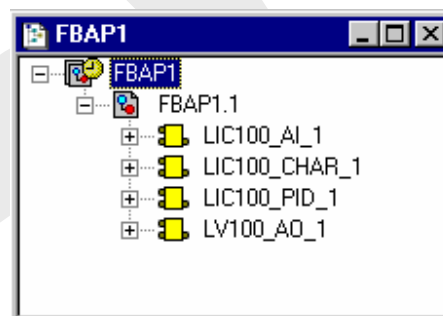 FBAP1
FBAP1
FBAP1.1
LIC100_AI_1
LIC100_CHAR_1
LIC100_PID_1
LV100_AO_1